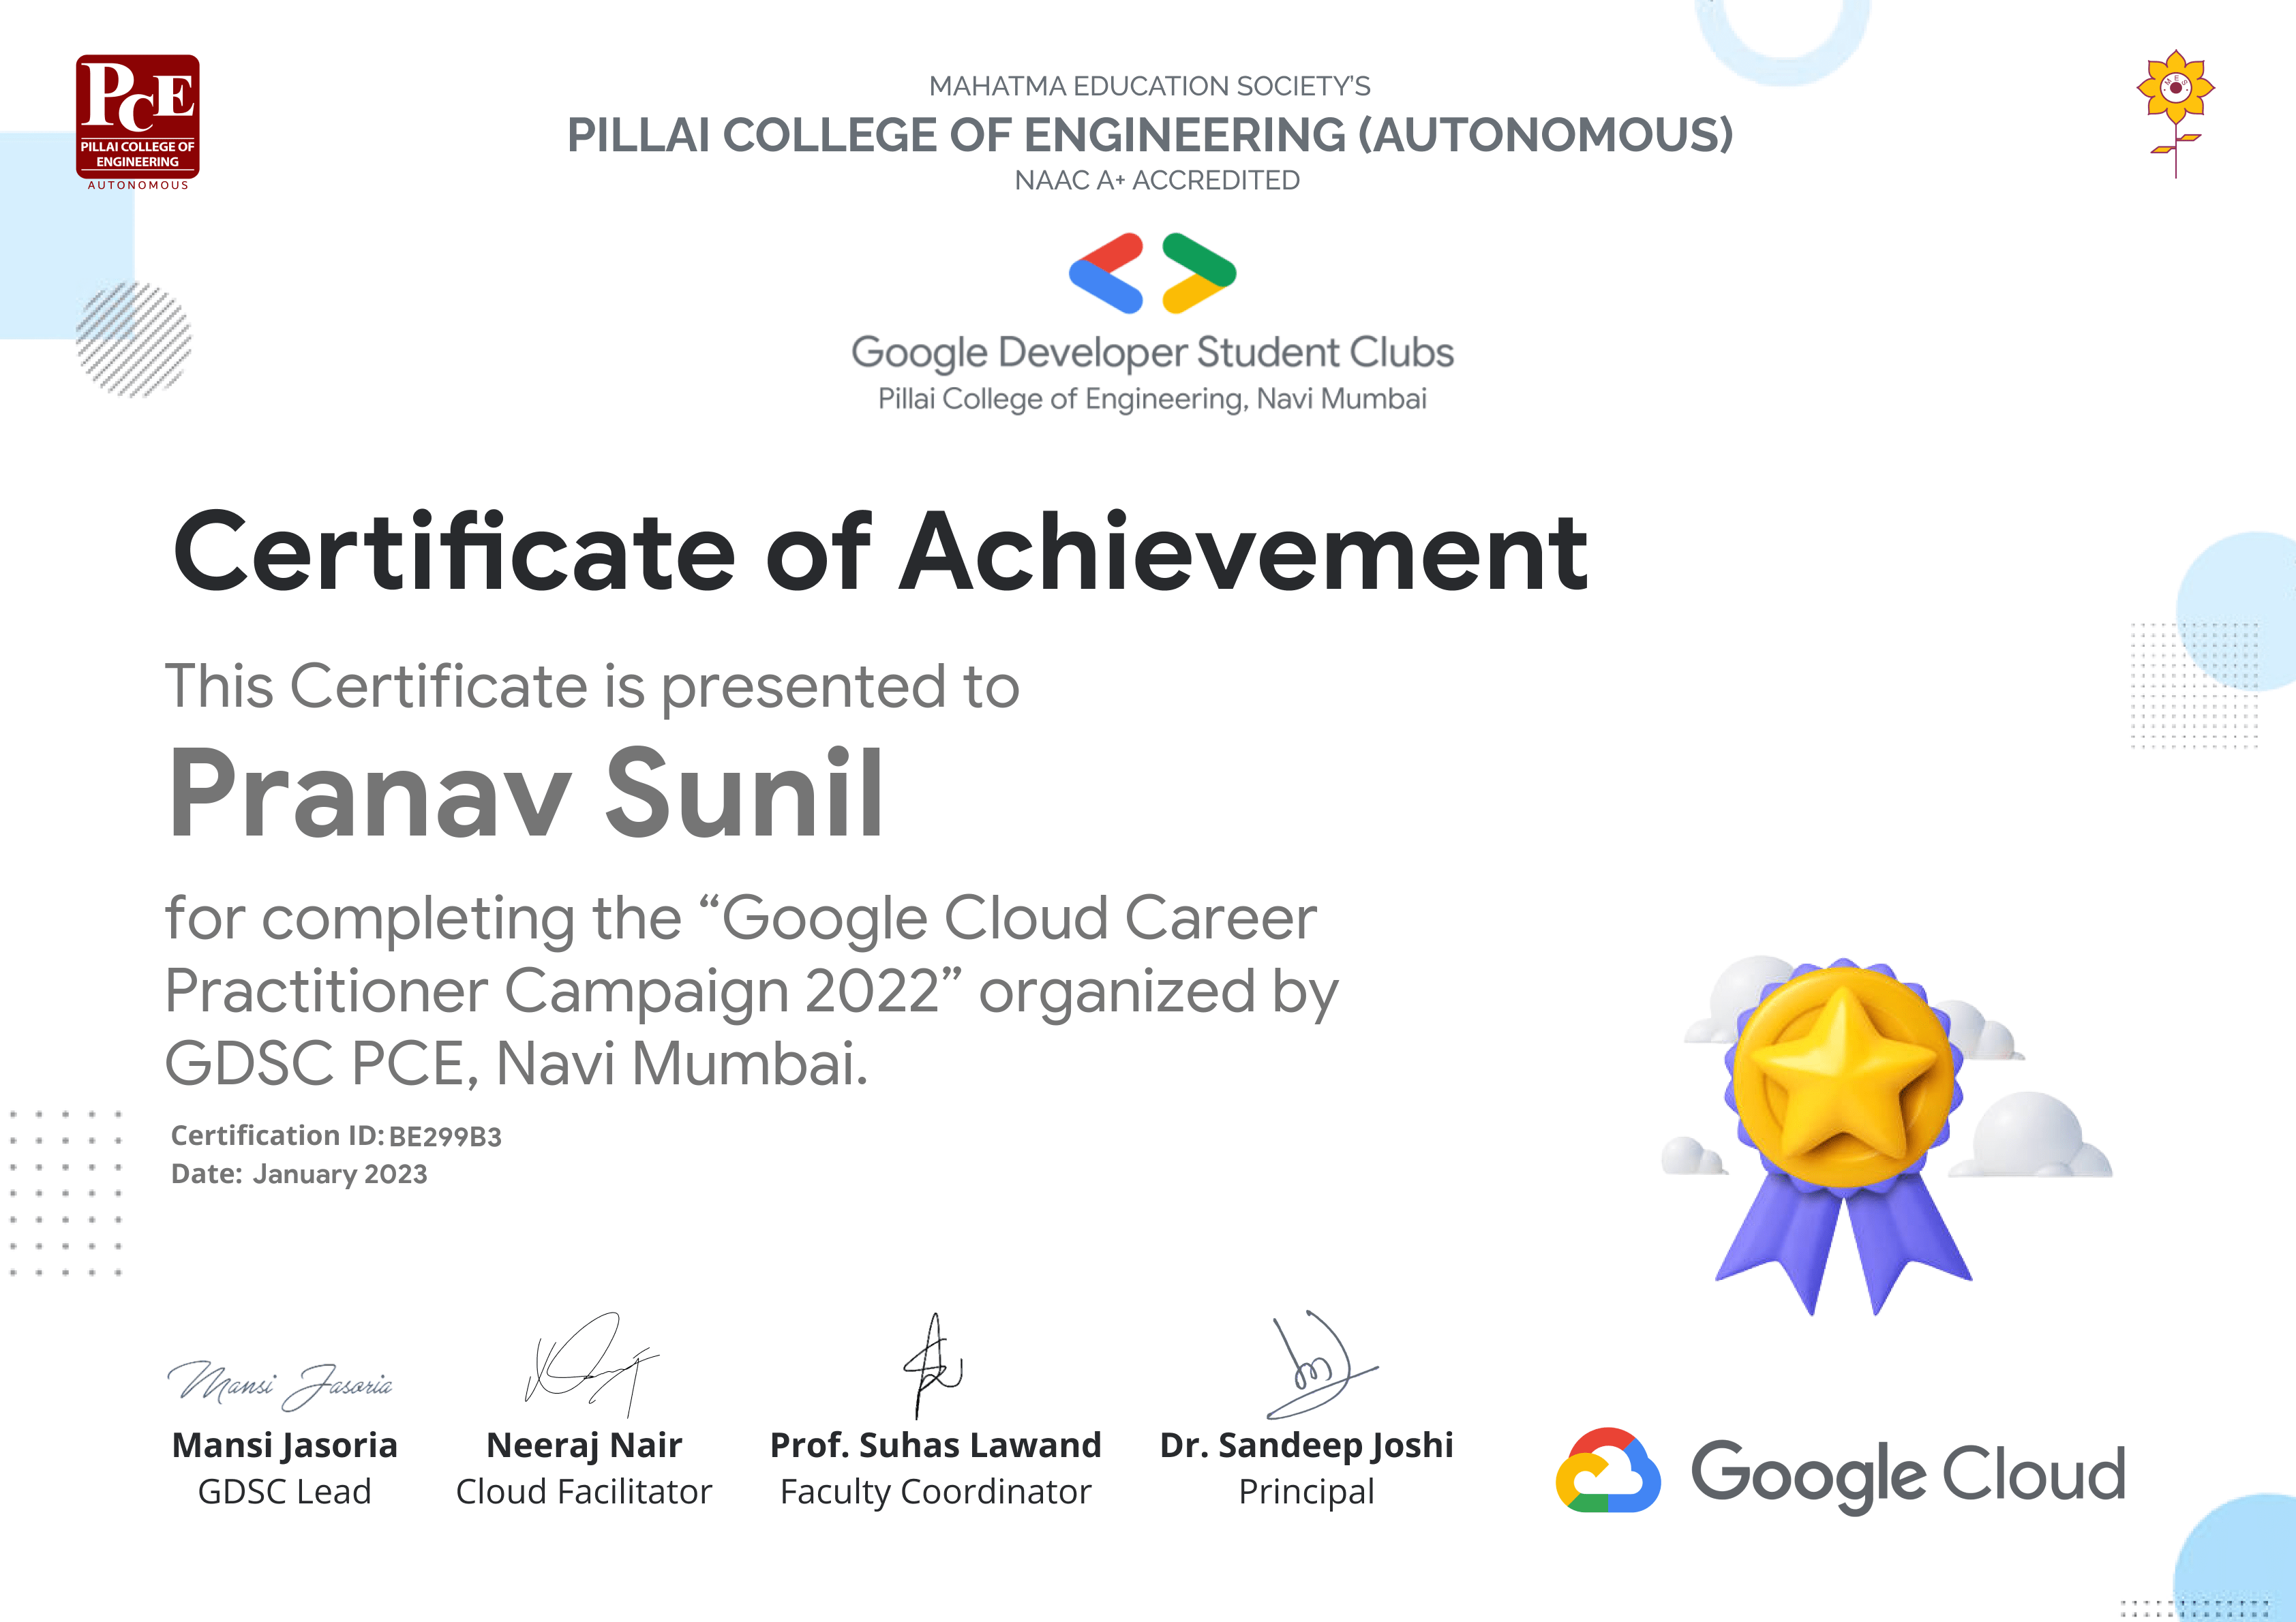 PCE
PILLAI COLLEGE OF
ENGINEERING
AUTONOMOUS
MAHATMA EDUCATION SOCIETY'S
PILLAI COLLEGE OF ENGINEERING (AUTONOMOUS)
NAAC A+ ACCREDITED
MES
Google Developer Student Clubs
Pillai College of Engineering, Navi Mumbai
Certificate of Achievement
This Certificate is presented to
Pranav Sunil
for completing the “Google Cloud Career
Practitioner Campaign 2022” organized by
GDSC PCE, Navi Mumbai.
Certification ID: BE299B3
Date: January 2023
Mansi Jasoria
Mansi Jasoria
GDSC Lead
Neeraj Nair
Cloud Facilitator
Prof. Suhas Lawand
Faculty Coordinator
Dr. Sandeep Joshi
Principal
Google Cloud